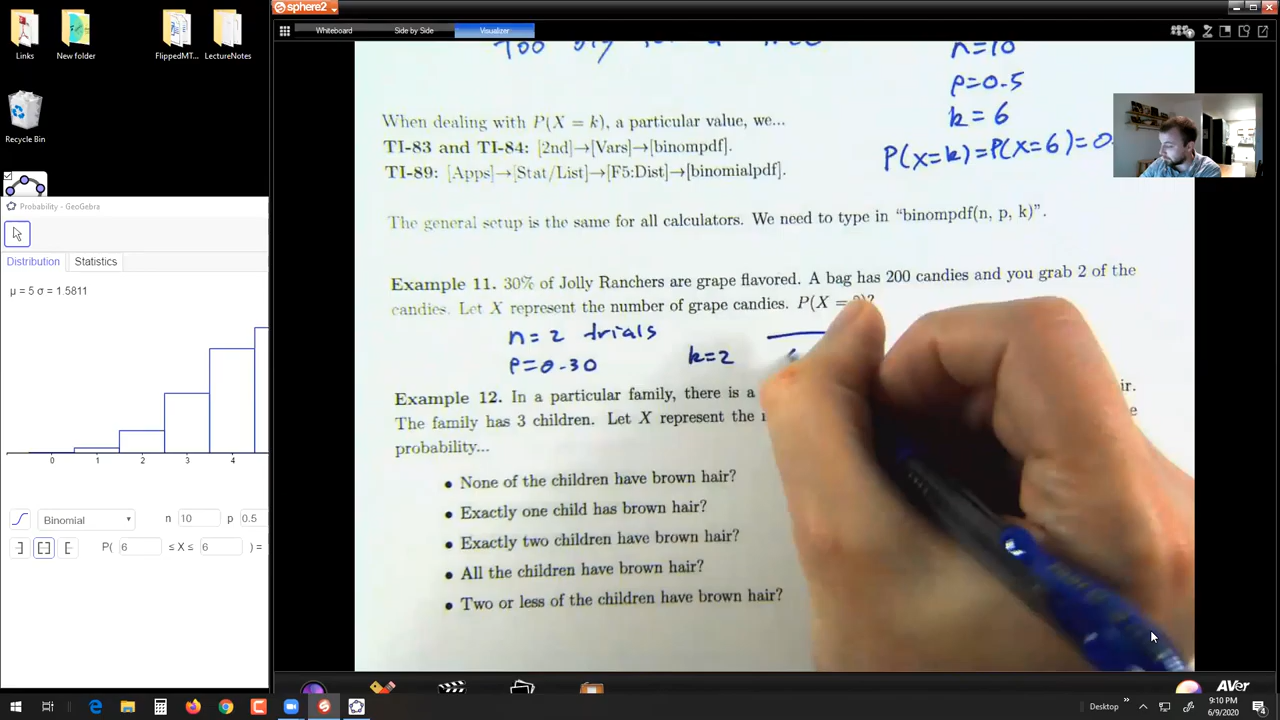 sphere2
Links
New folder
FlippedMT...
LectureNotes
Recycle Bin
Whiteboard
Side by Side
Visualizer
Too
n=10
p=0.5
k=6
P(X=k)=P(X=6)=0.
When dealing with P(X = k), a particular value, we...
TI-83 and TI-84: [2nd]→[Vars]→[binompdf].
TI-89: [Apps]→[Stat/List]→[F5:Dist]→[binomialpdf].
The general setup is the same for all calculators. We need to type in “binompdf(n, p, k)”.
Example 11. 30% of Jolly Ranchers are grape flavored. A bag has 200 candies and you grab 2 of the
candies. Let X represent the number of grape candies. P(X = )?
n=2 trials
p=0.30
k=2
Example 12. In a particular family, there is a
The family has 3 children. Let X represent the
probability...
• None of the children have brown hair?
• Exactly one child has brown hair?
• Exactly two children have brown hair?
• All the children have brown hair?
• Two or less of the children have brown hair?
Probability - GeoGebra
Distribution
Statistics
μ = 5 σ = 1.5811
0 1 2 3 4
Binomial
n 10 p 0.5
P( 6 ≤ X ≤ 6 ) =
AVer
Desktop
9:10 PM
6/9/2020
4